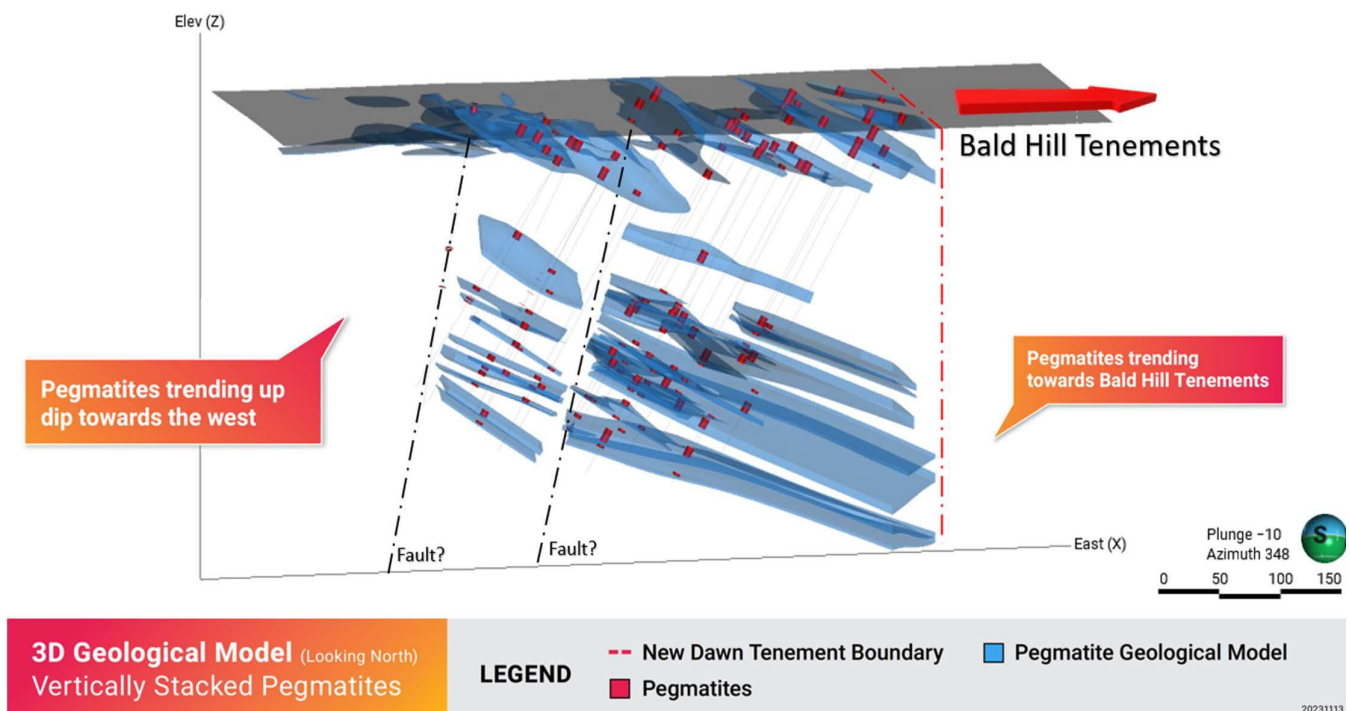 Elev (Z)
Bald Hill Tenements
Pegmatites trending up
dip towards the west
Pegmatites trending
towards Bald Hill Tenements
Fault?
Fault?
East (X)
Plunge −10
Azimuth 348
S
0 50 100 150
3D Geological Model (Looking North)
Vertically Stacked Pegmatites
LEGEND
New Dawn Tenement Boundary
Pegmatite Geological Model
Pegmatites
20231113